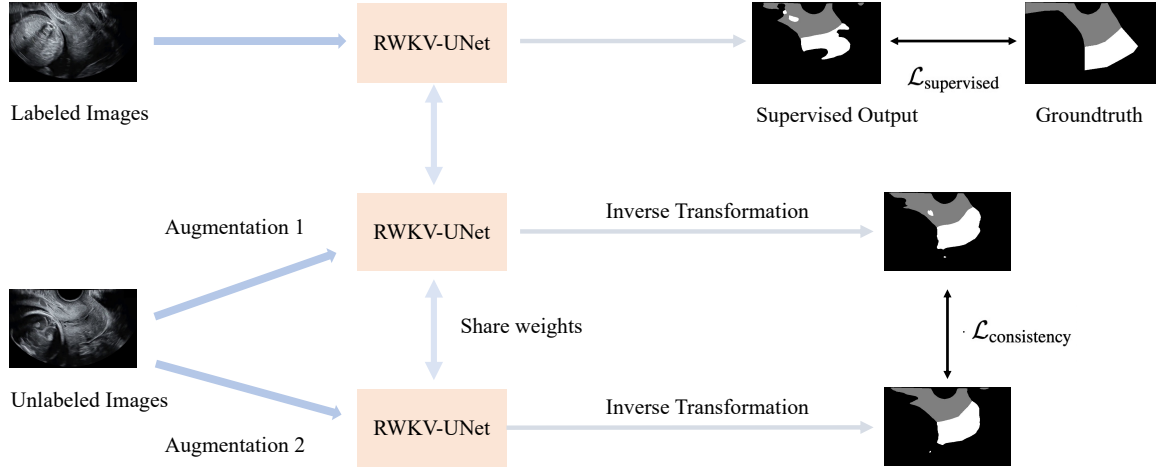 RWKV-UNet
ℒsupervised
Labeled Images
Supervised Output
Groundtruth
Augmentation 1
RWKV-UNet
Inverse Transformation
Share weights
ℒconsistency
Unlabeled Images
Augmentation 2
RWKV-UNet
Inverse Transformation